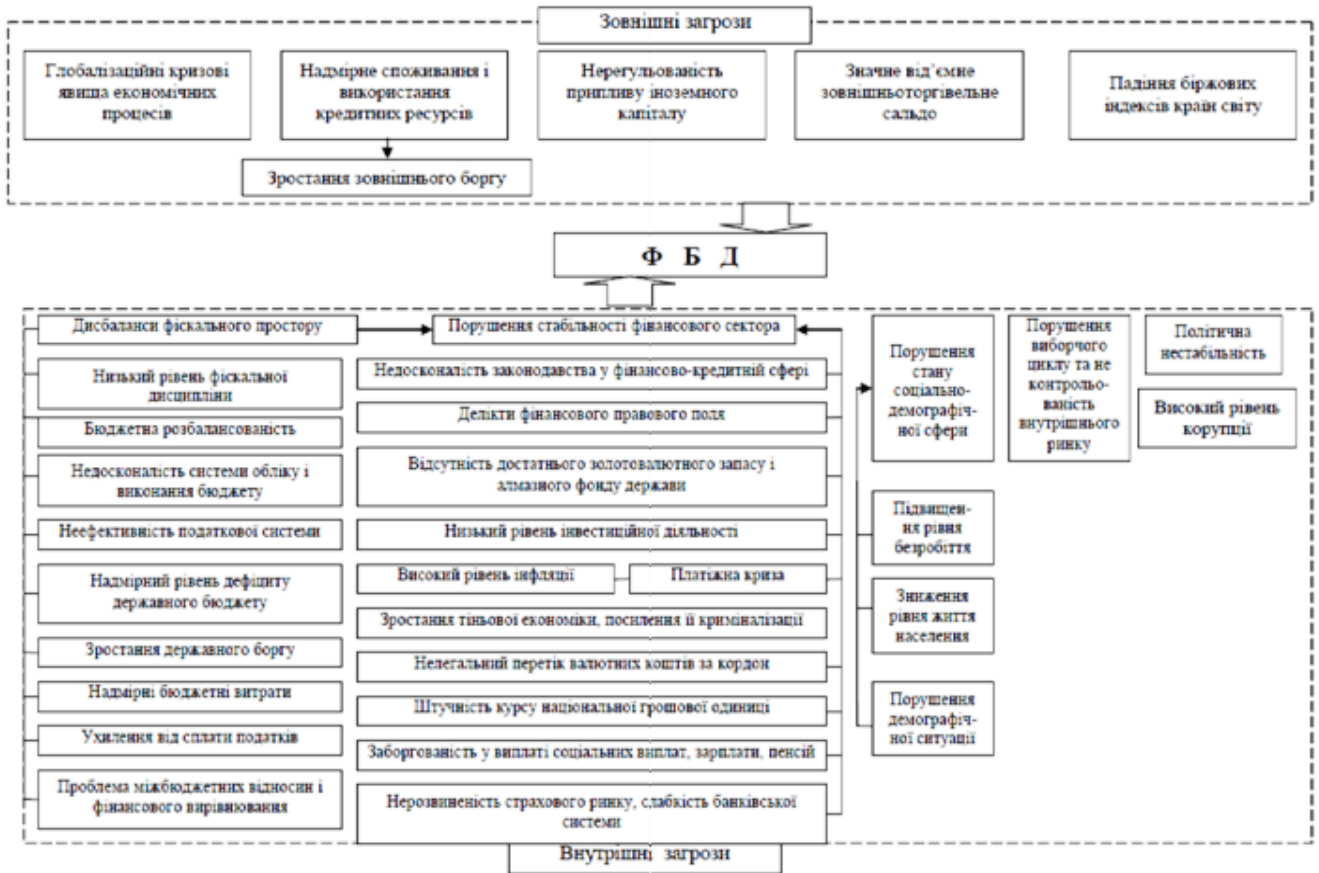 Зовнішні загрози
Глобалізаційні кризові
явища економічних
процесів
Надмірне споживання і
використання
кредитних ресурсів
Нерегульованість
припливу іноземного
капіталу
Значне від’ємне
зовнішньоторгівельне
сальдо
Падіння біржових
індексів країн світу
Зростання зовнішнього боргу
Ф Б Д
Дисбаланси фіскального простору
Низький рівень фіскальної
дисципліни
Бюджетна розбалансованість
Недосконалість системи обліку і
виконання бюджету
Неефективність податкової системи
Надмірний рівень дефіциту
державного бюджету
Зростання державного боргу
Надмірні бюджетні витрати
Ухилення від сплати податків
Проблема міжбюджетних відносин і
фінансового вирівнювання
Порушення стабільності фінансового сектора
Недосконалість законодавства у фінансово-кредитній сфері
Делікти фінансового правового поля
Відсутність достатнього золотовалютного запасу і
алмазного фонду держави
Низький рівень інвестиційної діяльності
Високий рівень інфляції
Платіжна криза
Зростання тіньової економіки, посилення її криміналізації
Нелегальний перетік валютних коштів за кордон
Штучність курсу національної грошової одиниці
Заборгованість у виплаті соціальних виплат, зарплати, пенсій
Нерозвиненість страхового ринку, слабкість банківської
системи
Порушення
стану
соціально-
демографіч-
ної сфери
Підвищен-
ня рівня
безробіття
Зниження
рівня життя
населення
Порушення
демографіч-
ної ситуації
Порушення
виборчого
циклу та не
контрольо-
ваність
внутрішнього
ринку
Політична
нестабільність
Високий рівень
корупції
Внутрішні загрози